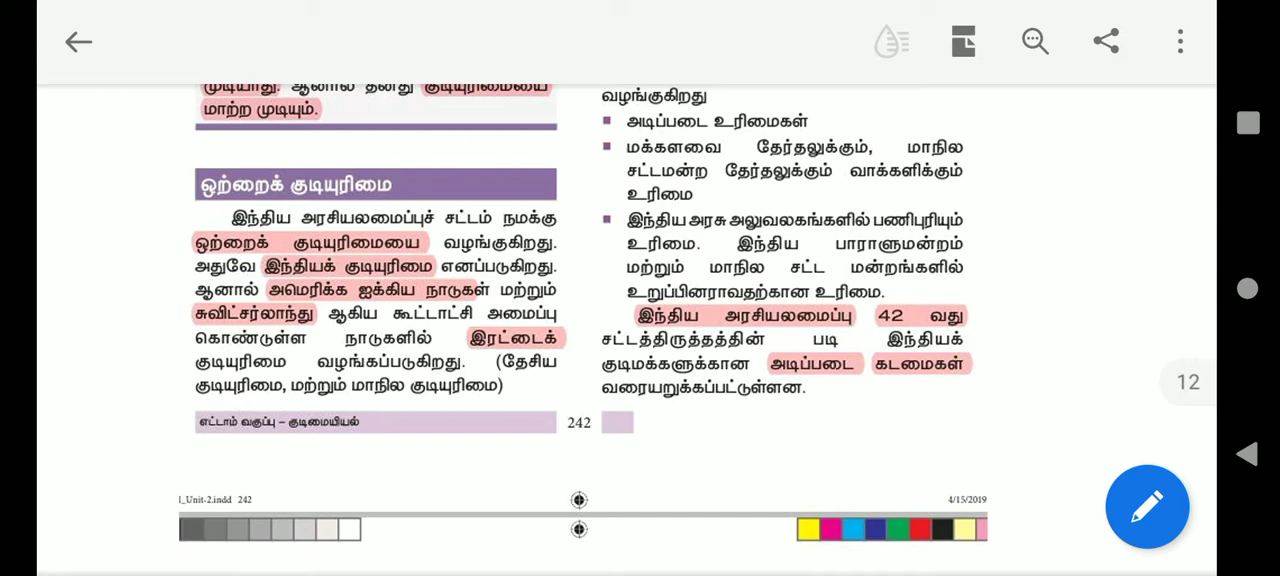 முடியாது. ஆனால் தனது குடியுரிமையை
மாற்ற முடியும்.
ஒற்றைக் குடியுரிமை
இந்திய அரசியலமைப்புச் சட்டம் நமக்கு
ஒற்றைக் குடியுரிமையை வழங்குகிறது.
அதுவே இந்தியக் குடியுரிமை எனப்படுகிறது.
ஆனால் அமெரிக்க ஐக்கிய நாடுகள் மற்றும்
சுவிட்சர்லாந்து ஆகிய கூட்டாட்சி அமைப்பு
கொண்டுள்ள நாடுகளில் இரட்டைக்
குடியுரிமை வழங்கப்படுகிறது. (தேசிய
குடியுரிமை, மற்றும் மாநில குடியுரிமை)
வழங்குகிறது
அடிப்படை உரிமைகள்
மக்களவை தேர்தலுக்கும், மாநில
சட்டமன்ற தேர்தலுக்கும் வாக்களிக்கும்
உரிமை
இந்திய அரசு அலுவலகங்களில் பணிபுரியும்
உரிமை. இந்திய பாராளுமன்றம்
மற்றும் மாநில சட்ட மன்றங்களில்
உறுப்பினராவதற்கான உரிமை.
இந்திய அரசியலமைப்பு 42 வது
சட்டத்திருத்தத்தின் படி இந்தியக்
குடிமக்களுக்கான அடிப்படை கடமைகள்
வரையறுக்கப்பட்டுள்ளன.
12
எட்டாம் வகுப்பு – குடிமையியல்
242
l_Unit-2.indd 242
4/15/2019